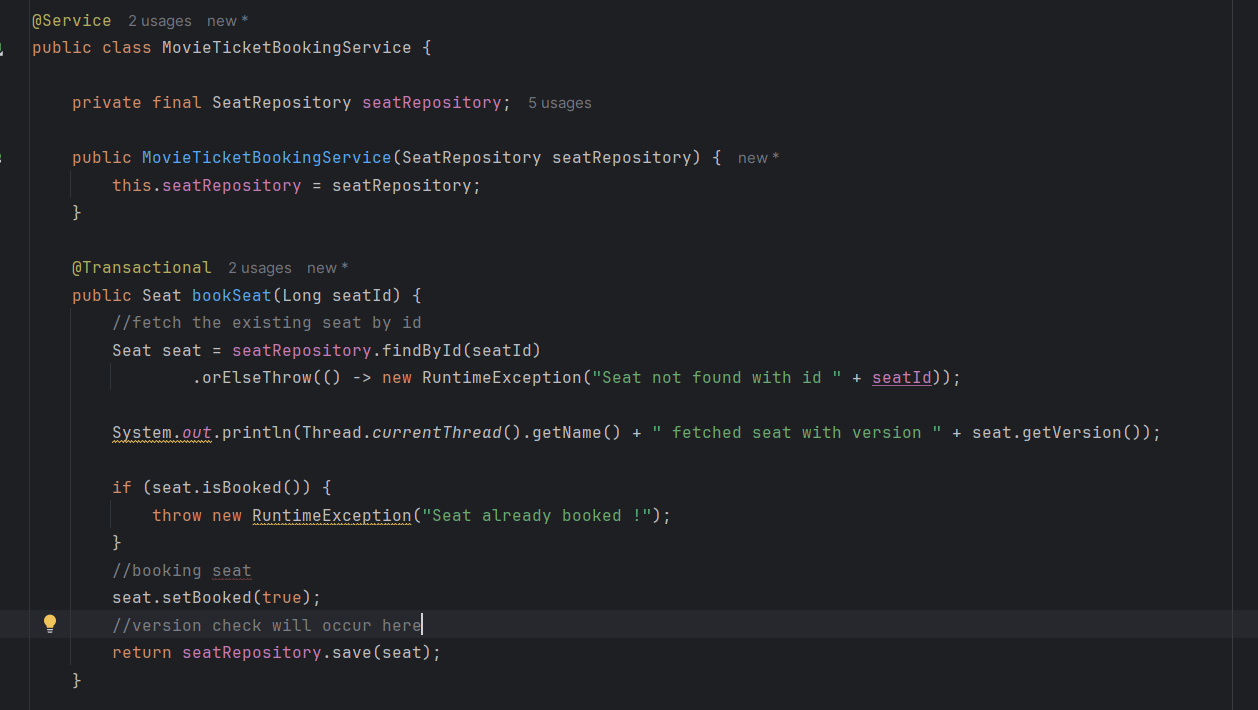 @Service 2 usages new *
public class MovieTicketBookingService {
private final SeatRepository seatRepository; 5 usages
public MovieTicketBookingService(SeatRepository seatRepository) { new *
this.seatRepository = seatRepository;
}
@Transactional 2 usages new *
public Seat bookSeat(Long seatId) {
//fetch the existing seat by id
Seat seat = seatRepository.findById(seatId)
.orElseThrow(() -> new RuntimeException("Seat not found with id " + seatId));
System.out.println(Thread.currentThread().getName() + " fetched seat with version " + seat.getVersion());
if (seat.isBooked()) {
throw new RuntimeException("Seat already booked !");
}
//booking seat
seat.setBooked(true);
//version check will occur here
return seatRepository.save(seat);
}